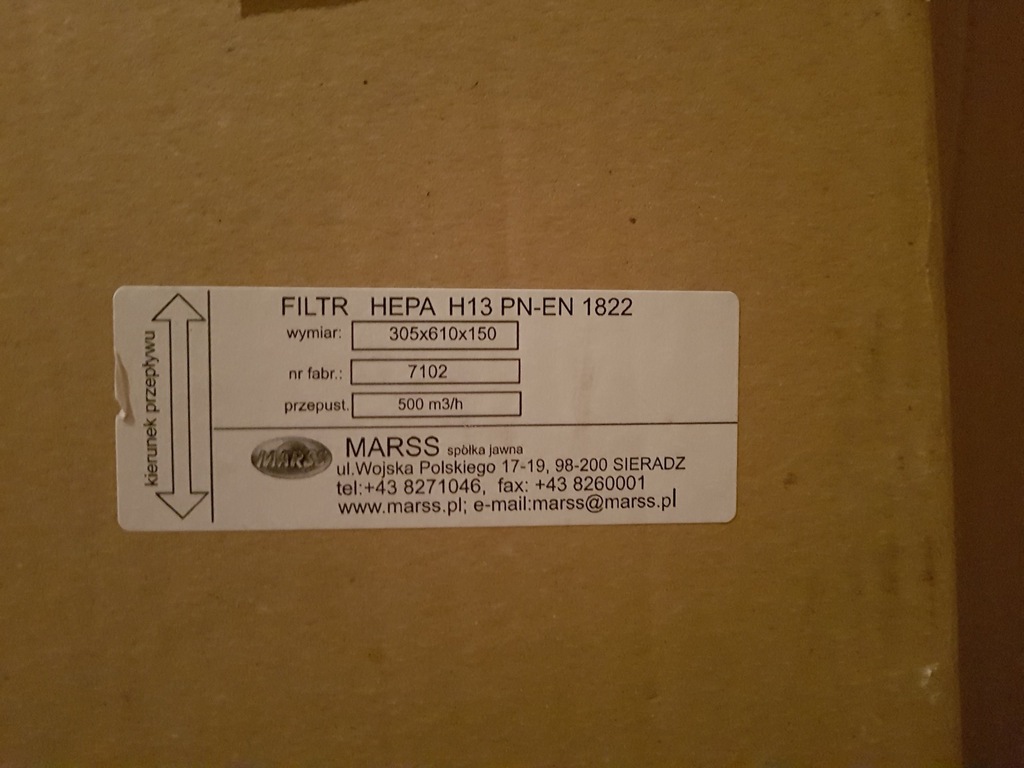 kierunek przepływu
FILTR HEPA H13 PN-EN 1822
wymiar: 305x610x150
nr fabr.: 7102
przepust. 500 m3/h
MARSS
MARSS spółka jawna
ul.Wojska Polskiego 17-19, 98-200 SIERADZ
tel:+43 8271046, fax: +43 8260001
www.marss.pl; e-mail:marss@marss.pl